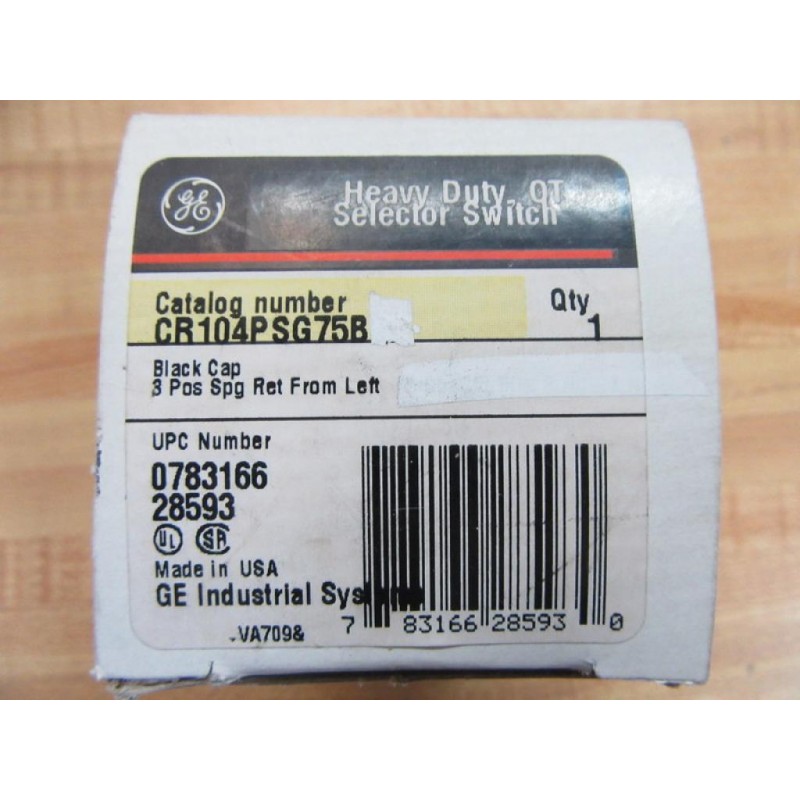 GE
Heavy Duty, OT
Selector Switch
Catalog number
CR104PSG75B
Qty
1
Black Cap
3 Pos Spg Ret From Left
UPC Number
0783166
28593
UL SA
Made in USA
GE Industrial Systems
VA709&
7 83166 28593 0